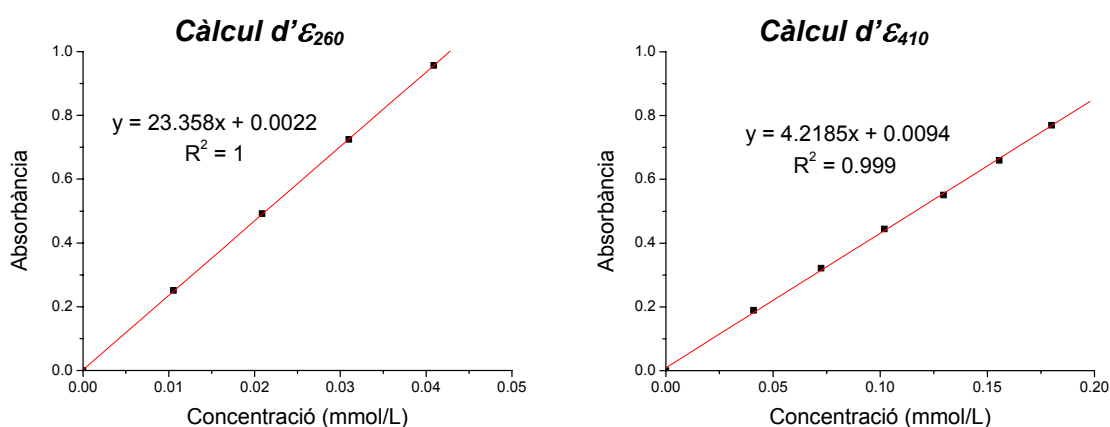 Càlcul d'ε260
1.0
0.8
0.6
0.4
0.2
0.0
Absorbància
y = 23.358x + 0.0022
R² = 1
0.00 0.01 0.02 0.03 0.04 0.05
Concentració (mmol/L)
Càlcul d'ε410
1.0
0.8
0.6
0.4
0.2
0.0
Absorbància
y = 4.2185x + 0.0094
R² = 0.999
0.00 0.05 0.10 0.15 0.20
Concentració (mmol/L)